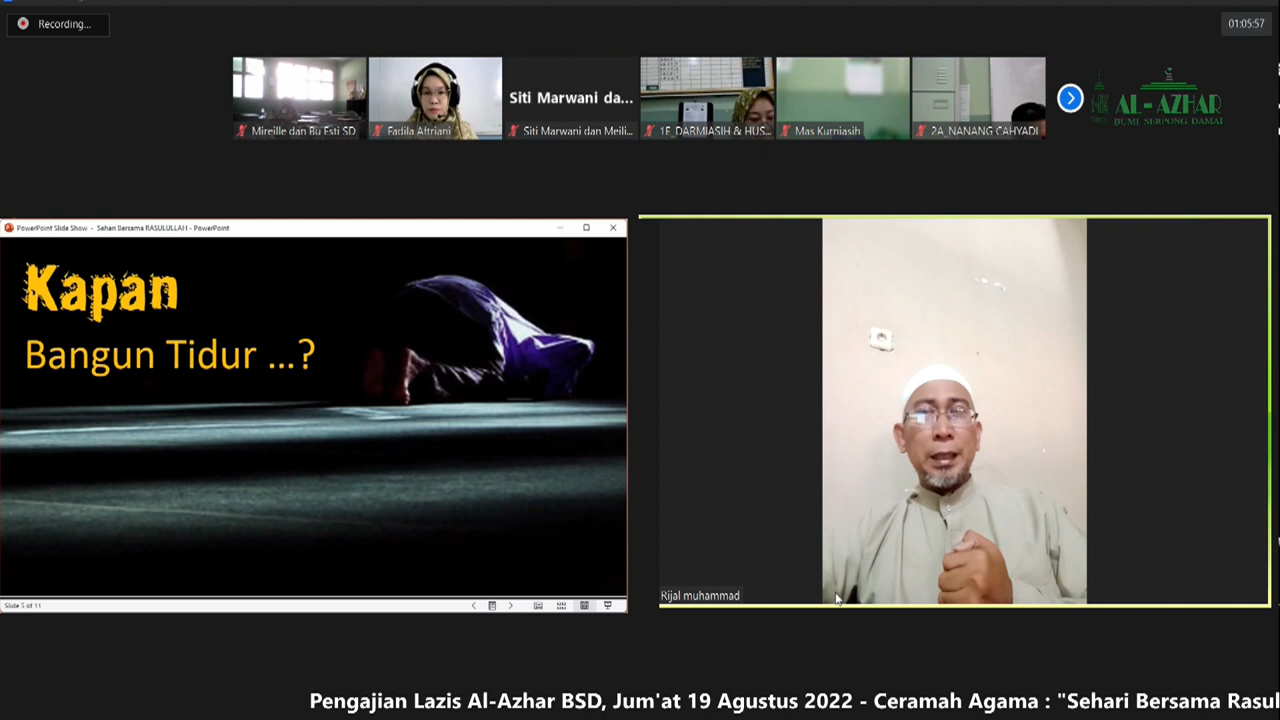 Recording...
01:05:57
Siti Marwani da...
Mireille dan Bu Esti SD
Fadila Altriani
Siti Marwani dan Meili...
1E_DARMIASIH & HUS...
Mas Kurniasih
2A_NANANG CAHYADI
AL-AZHAR
BUMI SERPONG DAMAI
PowerPoint Slide Show - Sehari Bersama RASULULLAH - PowerPoint
Kapan
Bangun Tidur ...?
Slide 5 of 11
Rijal muhammad
Pengajian Lazis Al-Azhar BSD, Jum'at 19 Agustus 2022 - Ceramah Agama : "Sehari Bersama Rasul